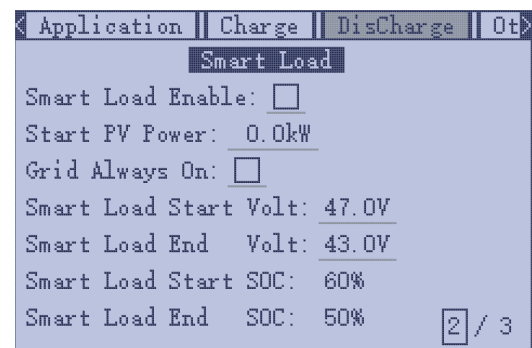 Application Charge DisCharge Ot
Smart Load
Smart Load Enable:
Start PV Power: 0.0kW
Grid Always On:
Smart Load Start Volt: 47.0V
Smart Load End Volt: 43.0V
Smart Load Start SOC: 60%
Smart Load End SOC: 50%
2 / 3